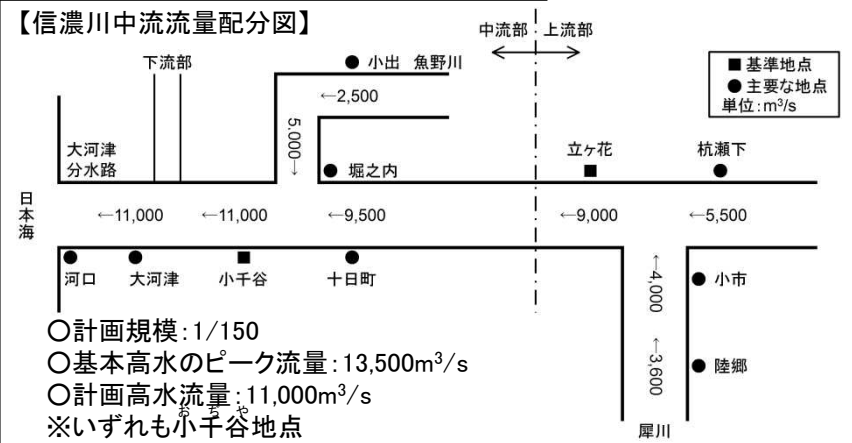 【信濃川中流流量配分図】
中流部 上流部
下流部
●小出 魚野川
■基準地点
●主要な地点
単位:m³/s
←2,500
5,000→
大河津
分水路
●堀之内
立ヶ花
杭瀬下
日本海
←11,000
←11,000
←9,500
←9,000
←5,500
河口
大河津
小千谷
十日町
←4,000
●小市
←3,600
●陸郷
犀川
○計画規模:1/150
○基本高水のピーク流量:13,500m³/s
○計画高水流量:11,000m³/s
おぢや
※いずれも小千谷地点